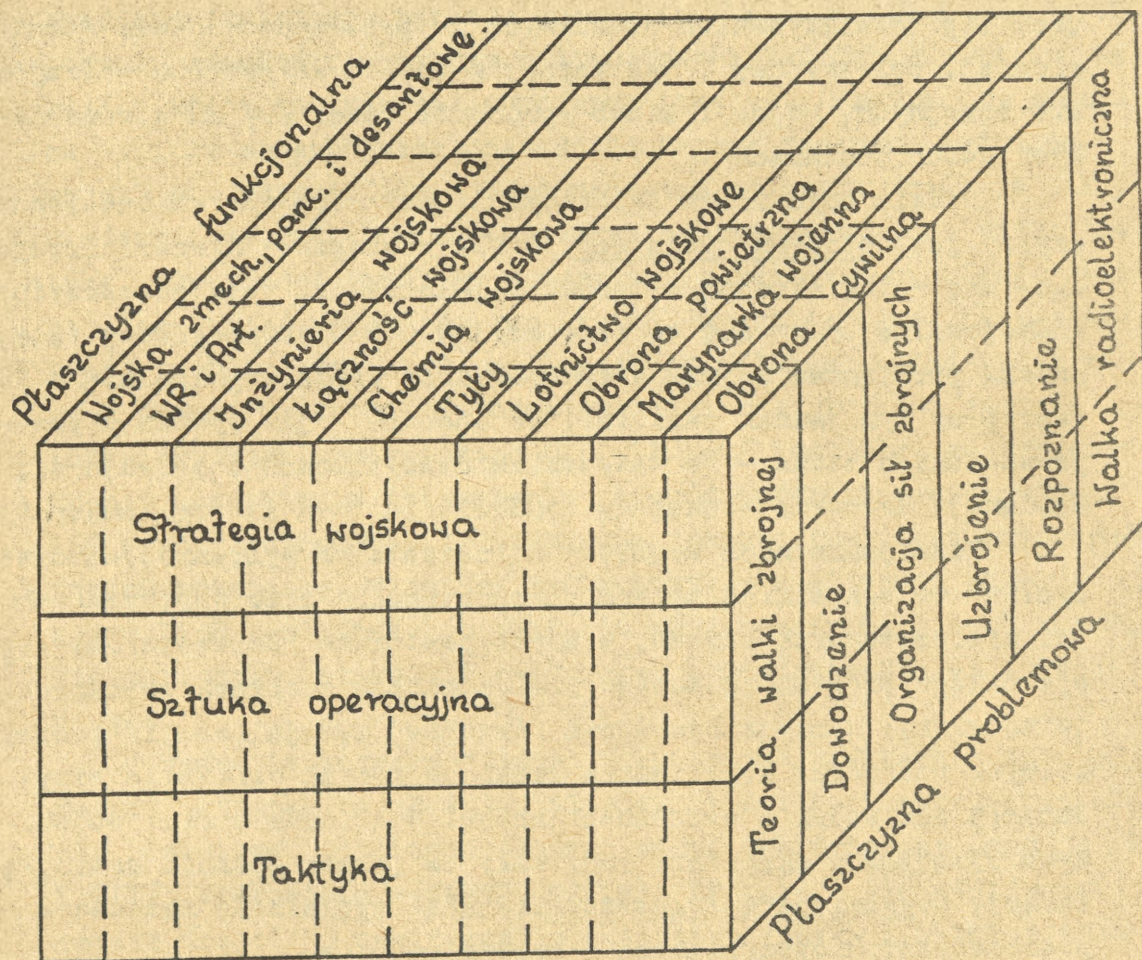 Płaszczyzna funkcjonalna
Wojska zmech., panc. i desantowe.
WR i Art.
Inżynieria wojskowa
Łączność wojskowa
Chemia wojskowa
Tyły
Lotnictwo wojskowe
Obrona powietrzna
Marynarka wojenna
Obrona cywilna
Strategia wojskowa
Sztuka operacyjna
Taktyka
Teoria walki zbrojnej
Dowodzenie
Organizacja sił zbrajnych
Uzbrojenie
Rozpoznanie
Walka radioelektroniczna
Płaszczyzna problemowa